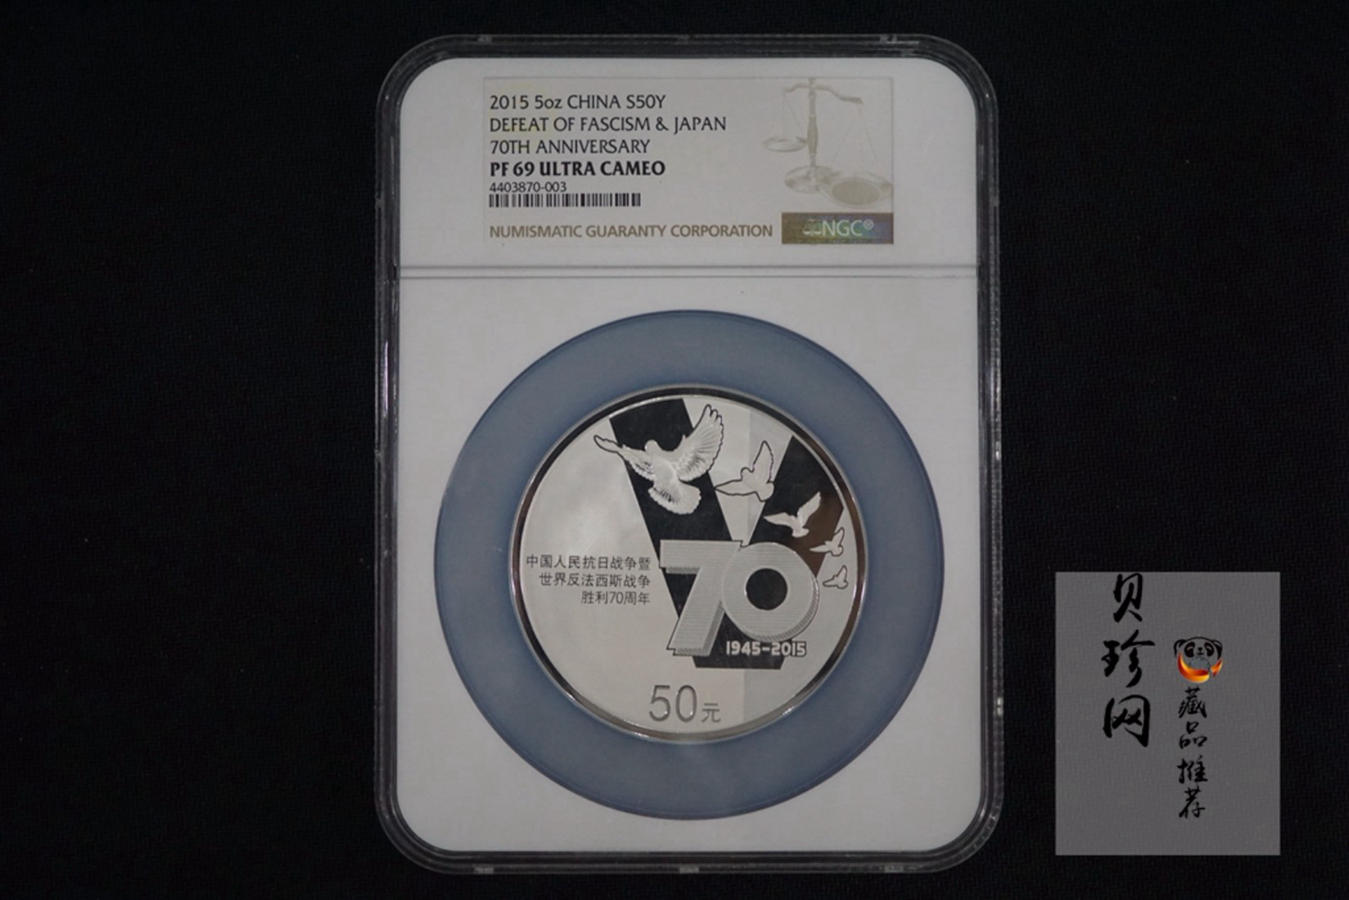 2015 5oz CHINA S50Y
DEFEAT OF FASCISM & JAPAN
70TH ANNIVERSARY
PF 69 ULTRA CAMEO
4403870-003
NUMISMATIC GUARANTY CORPORATION
NGC®
中国人民抗日战争暨
世界反法西斯战争
胜利70周年
70
1945-2015
50元
贝珍网
藏品推荐